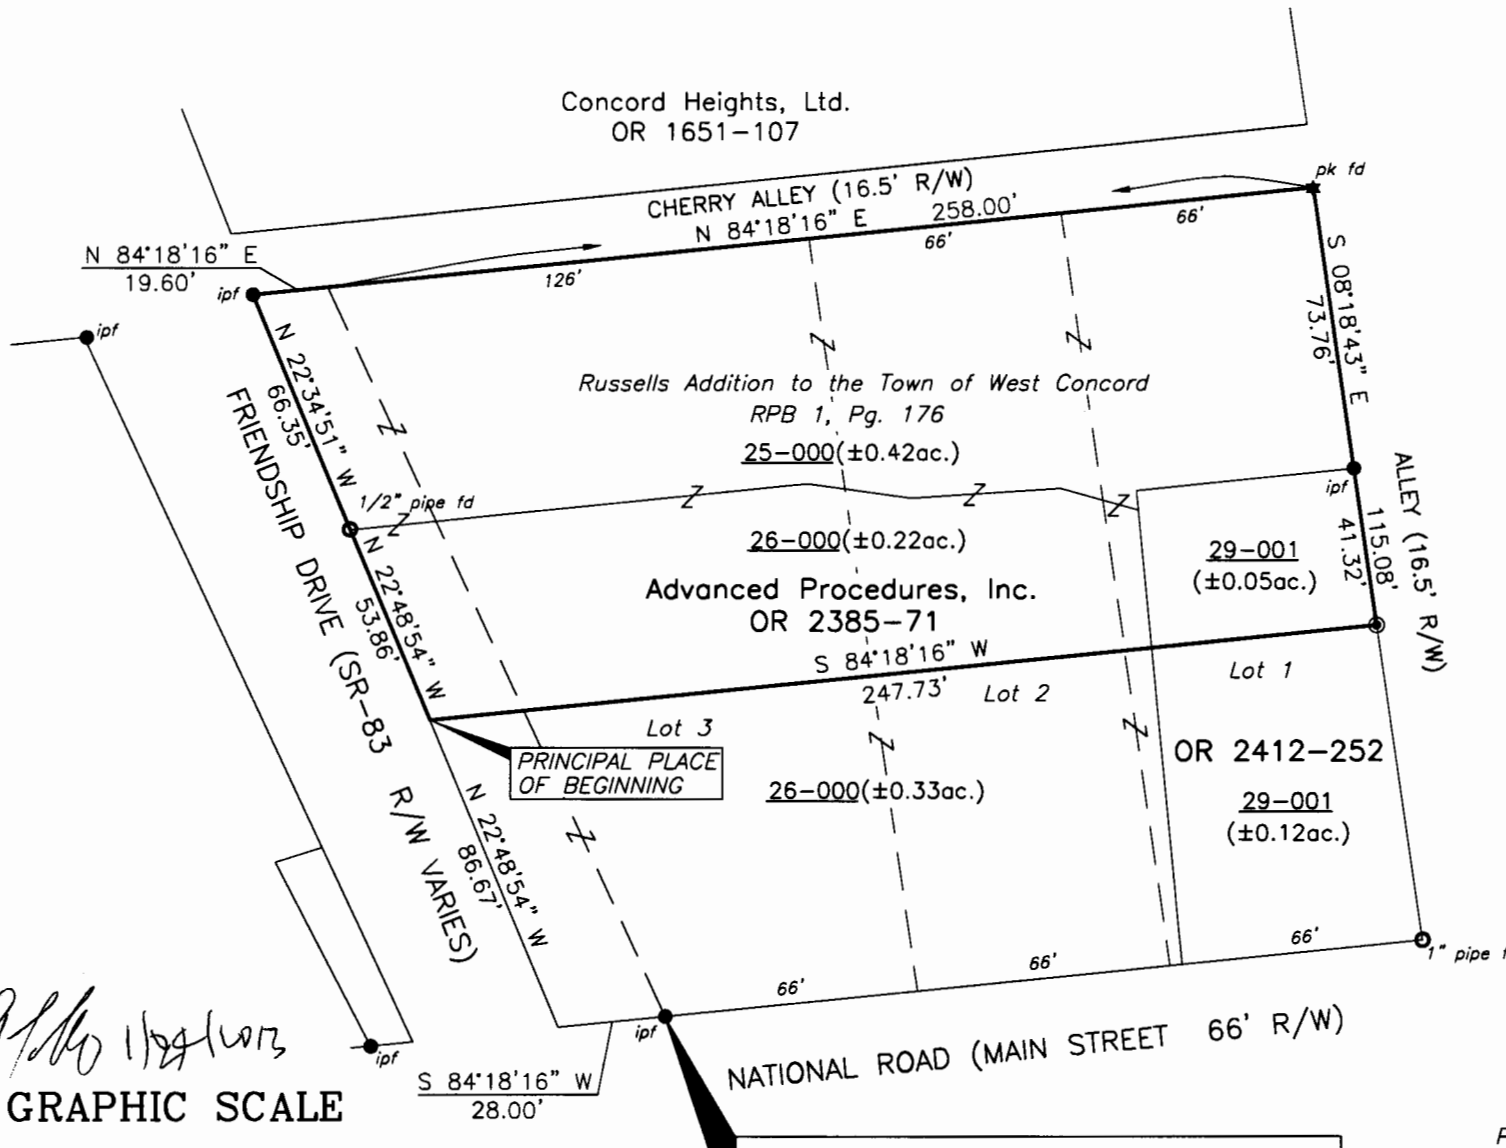 Concord Heights, Ltd.
OR 1651-107
pk fd
CHERRY ALLEY (16.5' R/W)
N 84°18'16" E 258.00'
66'
66'
126'
N 84°18'16" E
19.60'
ipf
ipf
S 08°18'43" E
73.76'
N 22°34'51" W
66.35'
Russells Addition to the Town of West Concord
RPB 1, Pg. 176
25-000(±0.42ac.)
FRIENDSHIP DRIVE (SR-83 R/W VARIES)
1/2" pipe fd
ipf
ALLEY (16.5' R/W)
115.08'
41.32'
26-000(±0.22ac.)
29-001
(±0.05ac.)
N 22°48'54" W
53.86'
Advanced Procedures, Inc.
OR 2385-71
S 84°18'16" W
247.73'
Lot 1
Lot 2
Lot 3
PRINCIPAL PLACE
OF BEGINNING
OR 2412-252
26-000(±0.33ac.)
29-001
(±0.12ac.)
N 22°48'54" W
86.67'
66'
66'
66'
1" pipe f
ipf
ipf
NATIONAL ROAD (MAIN STREET 66' R/W)
S 84°18'16" W
28.00'
GRAPHIC SCALE